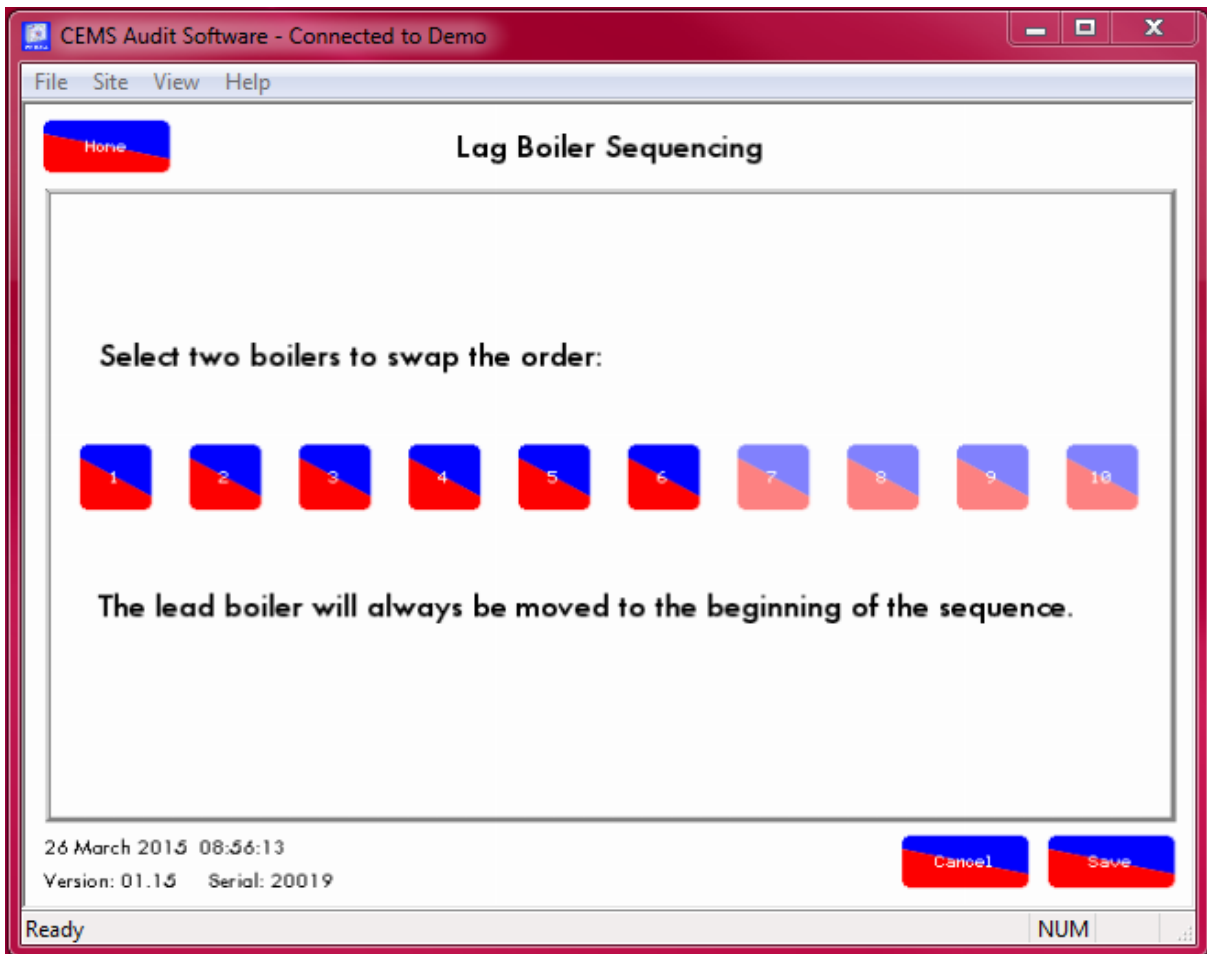 CEMS Audit Software - Connected to Demo
File Site View Help
Home
Lag Boiler Sequencing
Select two boilers to swap the order:
1 2 3 4 5 6 7 8 9 10
The lead boiler will always be moved to the beginning of the sequence.
26 March 2015 08:56:13
Version: 01.15 Serial: 20019
Cancel Save
Ready NUM